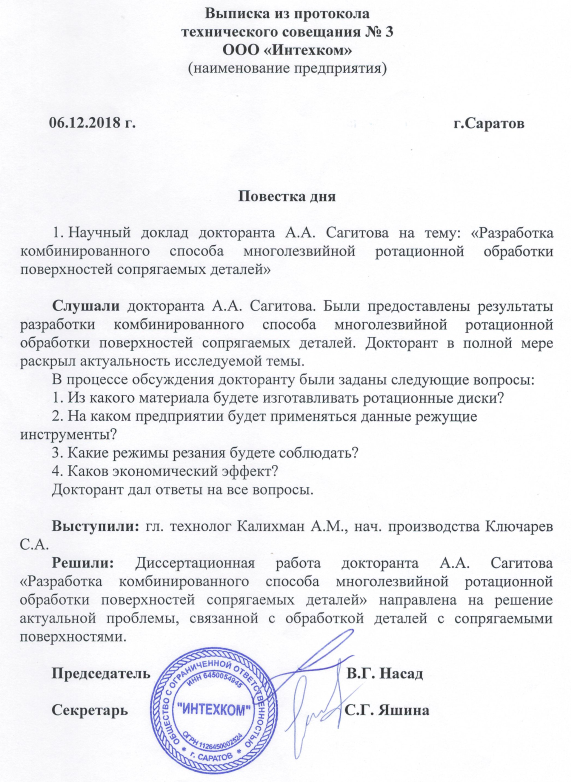 Выписка из протокола
технического совещания № 3
ООО «Интехком»
(наименование предприятия)
06.12.2018 г. г.Саратов
Повестка дня
1. Научный доклад докторанта А.А. Сагитова на тему: «Разработка
комбинированного способа многолезвийной ротационной обработки
поверхностей сопрягаемых деталей»
Слушали докторанта А.А. Сагитова. Были предоставлены результаты
разработки комбинированного способа многолезвийной ротационной
обработки поверхностей сопрягаемых деталей. Докторант в полной мере
раскрыл актуальность исследуемой темы.
В процессе обсуждения докторанту были заданы следующие вопросы:
1. Из какого материала будете изготавливать ротационные диски?
2. На каком предприятии будет применяться данные режущие
инструменты?
3. Какие режимы резания будете соблюдать?
4. Каков экономический эффект?
Докторант дал ответы на все вопросы.
Выступили: гл. технолог Калихман А.М., нач. производства Ключарев
С.А.
Решили: Диссертационная работа докторанта А.А. Сагитова
«Разработка комбинированного способа многолезвийной ротационной
обработки поверхностей сопрягаемых деталей» направлена на решение
актуальной проблемы, связанной с обработкой деталей с сопрягаемыми
поверхностями.
Председатель В.Г. Насад
Секретарь С.Г. Яшина
ОБЩЕСТВО С ОГРАНИЧЕННОЙ ОТВЕТСТВЕННОСТЬЮ
ИНН 6450054945
"ИНТЕХКОМ"
ОГРН 1126450002524
* г. САРАТОВ *